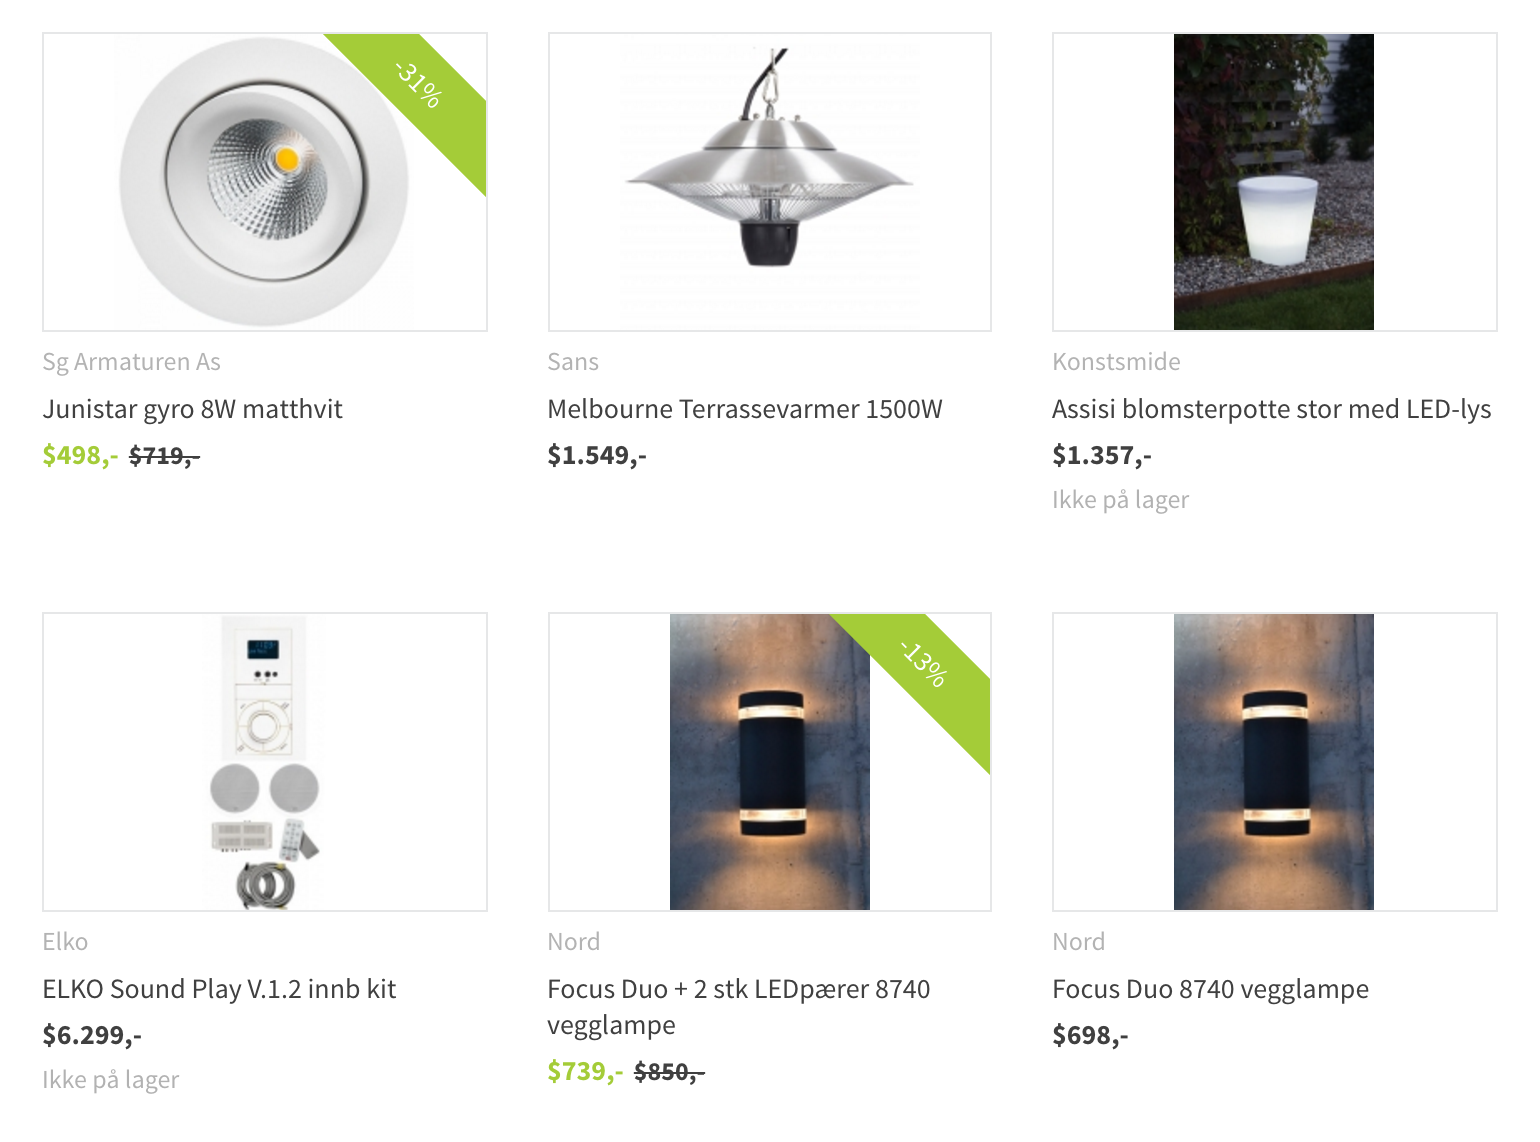 -31%
Sg Armaturen As
Junistar gyro 8W matthvit
$498,- $719,-
Sans
Melbourne Terrassevarmer 1500W
$1.549,-
Konstsmide
Assisi blomsterpotte stor med LED-lys
$1.357,-
Ikke på lager
Elko
ELKO Sound Play V.1.2 innb kit
$6.299,-
Ikke på lager
-13%
Nord
Focus Duo + 2 stk LEDpærer 8740
vegglampe
$739,- $850,-
Nord
Focus Duo 8740 vegglampe
$698,-